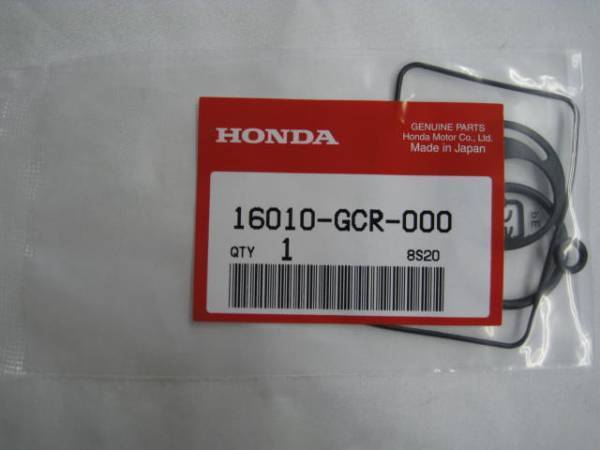 HONDA
GENUINE PARTS
Honda Motor Co., Ltd.
Made in Japan
16010-GCR-000
QTY 1 8S20